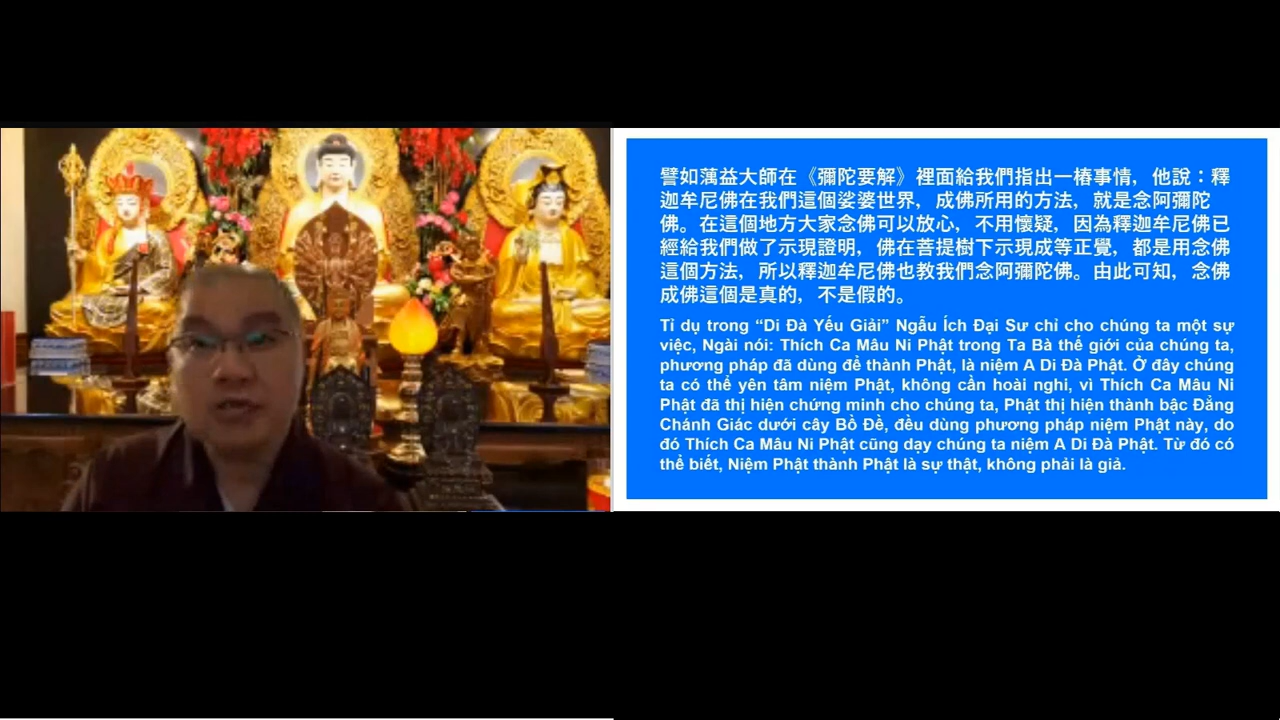 譬如蕅益大師在《彌陀要解》裡面給我們指出一樁事情，他說：釋
迦牟尼佛在我們這個娑婆世界，成佛所用的方法，就是念阿彌陀
佛。在這個地方大家念佛可以放心，不用懷疑，因為釋迦牟尼佛已
經給我們做了示現證明，佛在菩提樹下示現成等正覺，都是用念佛
這個方法，所以釋迦牟尼佛也教我們念阿彌陀佛。由此可知，念佛
成佛這個是真的，不是假的。
Tỉ dụ trong “Di Đà Yếu Giải” Ngẫu Ích Đại Sư chỉ cho chúng ta một sự
việc, Ngài nói: Thích Ca Mâu Ni Phật trong Ta Bà thế giới của chúng ta,
phương pháp đã dùng để thành Phật, là niệm A Di Đà Phật. Ở đây chúng
ta có thể yên tâm niệm Phật, không cần hoài nghi, vì Thích Ca Mâu Ni
Phật đã thị hiện chứng minh cho chúng ta, Phật thị hiện thành bậc Đẳng
Chánh Giác dưới cây Bồ Đề, đều dùng phương pháp niệm Phật này, do
đó Thích Ca Mâu Ni Phật cũng dạy chúng ta niệm A Di Đà Phật. Từ đó có
thể biết, Niệm Phật thành Phật là sự thật, không phải là giả.